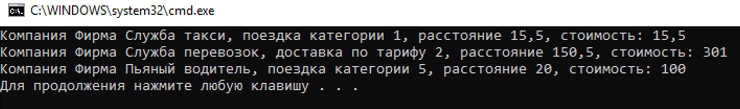 C:\WINDOWS\system32\cmd.exe
Компания Фирма Служба такси, поездка категории 1, расстояние 15,5, стоимость: 15,5
Компания Фирма Служба перевозок, доставка по тарифу 2, расстояние 150,5, стоимость: 301
Компания Фирма Пьяный водитель, поездка категории 5, расстояние 20, стоимость: 100
Для продолжения нажмите любую клавишу . . .